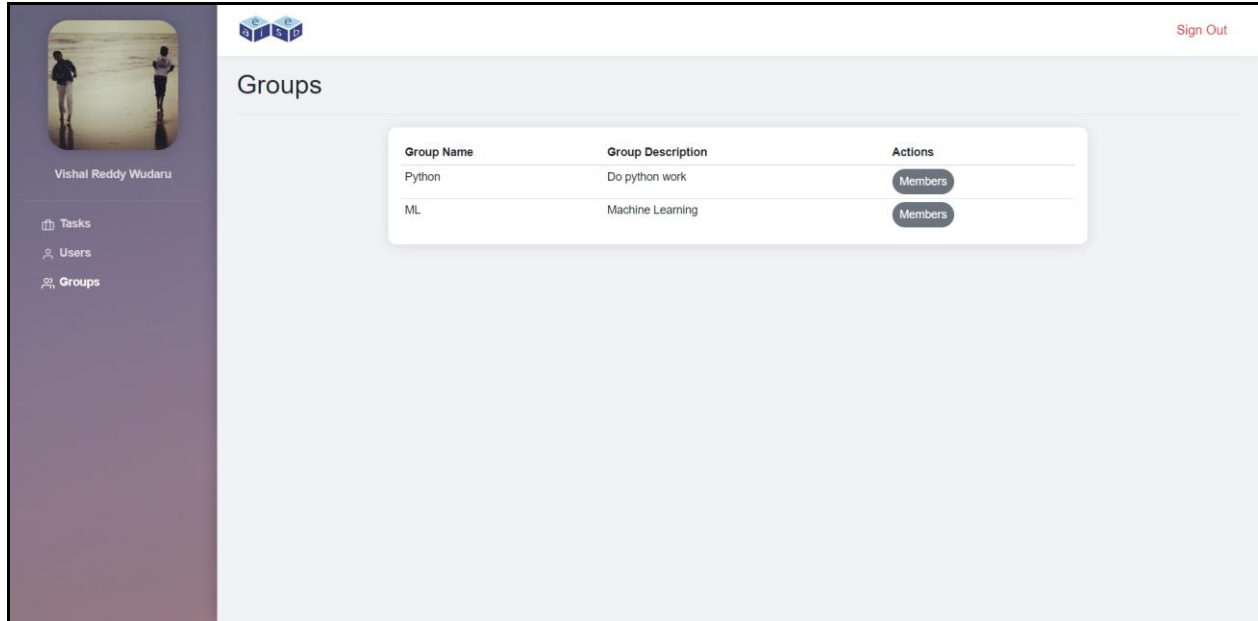 e e
a i s b
Sign Out
Groups
Vishal Reddy Wudaru
Tasks
Users
Groups
Group Name Group Description Actions
Python Do python work Members
ML Machine Learning Members